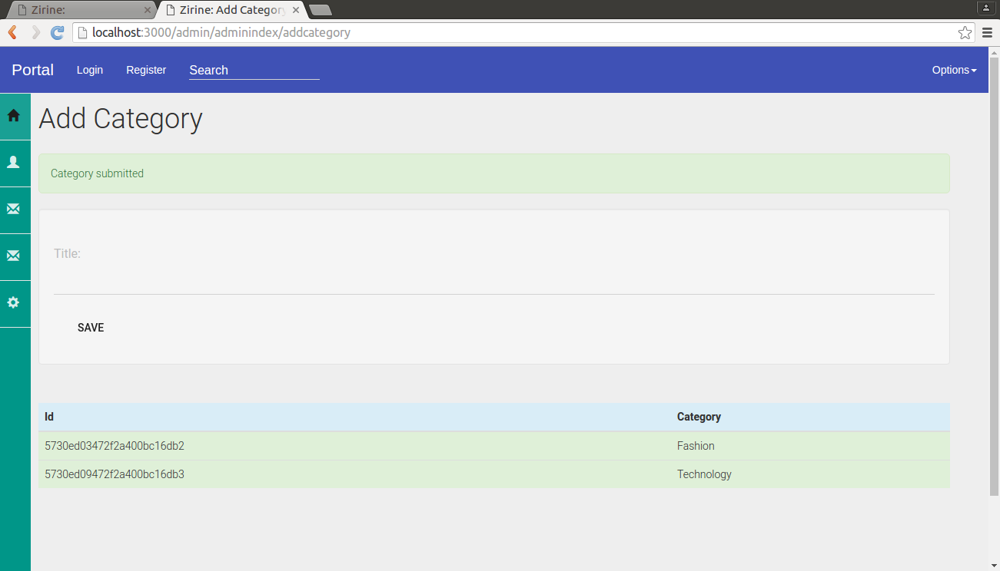 Zirine:
Zirine: Add Category
localhost:3000/admin/adminindex/addcategory
Portal Login Register Search Options
Add Category
Category submitted
Title:
SAVE
Id Category
5730ed03472f2a400bc16db2 Fashion
5730ed09472f2a400bc16db3 Technology